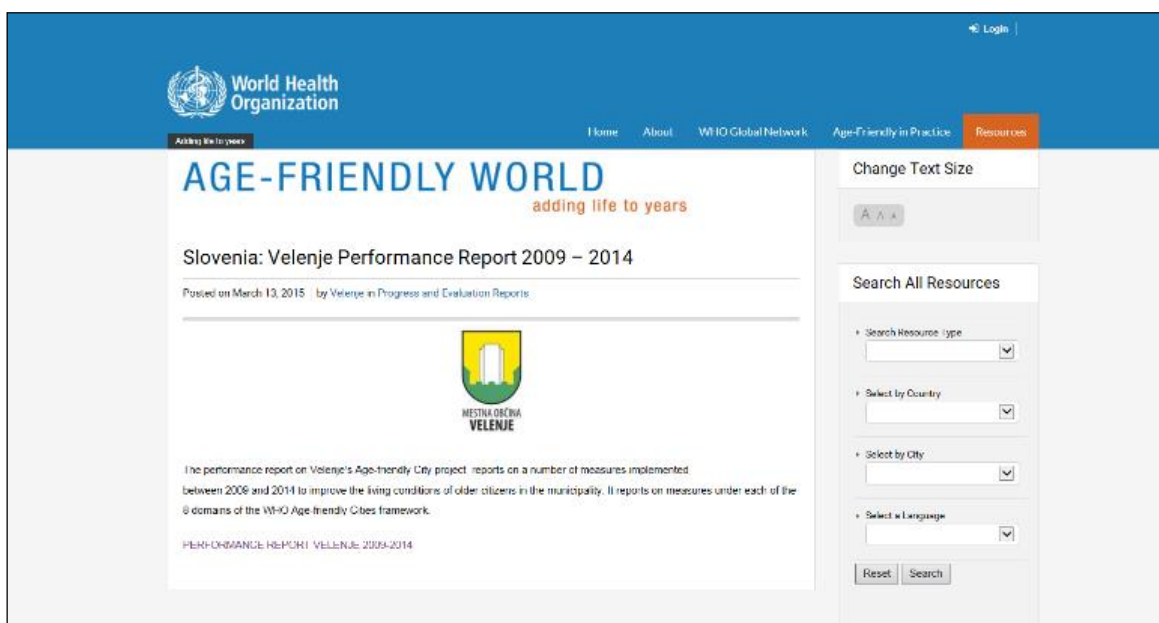 Login
World Health
Organization
Adding life to years
Home About WHO Global Network Age-Friendly in Practice Resources
AGE-FRIENDLY WORLD
adding life to years
Slovenia: Velenje Performance Report 2009 – 2014
Posted on March 13, 2015 | by Velenje in Progress and Evaluation Reports
MESTNA OBČINA
VELENJE
The performance report on Velenje's Age-friendly City project reports on a number of measures implemented
between 2009 and 2014 to improve the living conditions of older citizens in the municipality. It reports on measures under each of the
8 domains of the WHO Age-friendly Cities framework.
PERFORMANCE REPORT VELENJE 2009-2014
Change Text Size
A A A
Search All Resources
Search Resource Type
Select by Country
Select by City
Select a Language
Reset Search